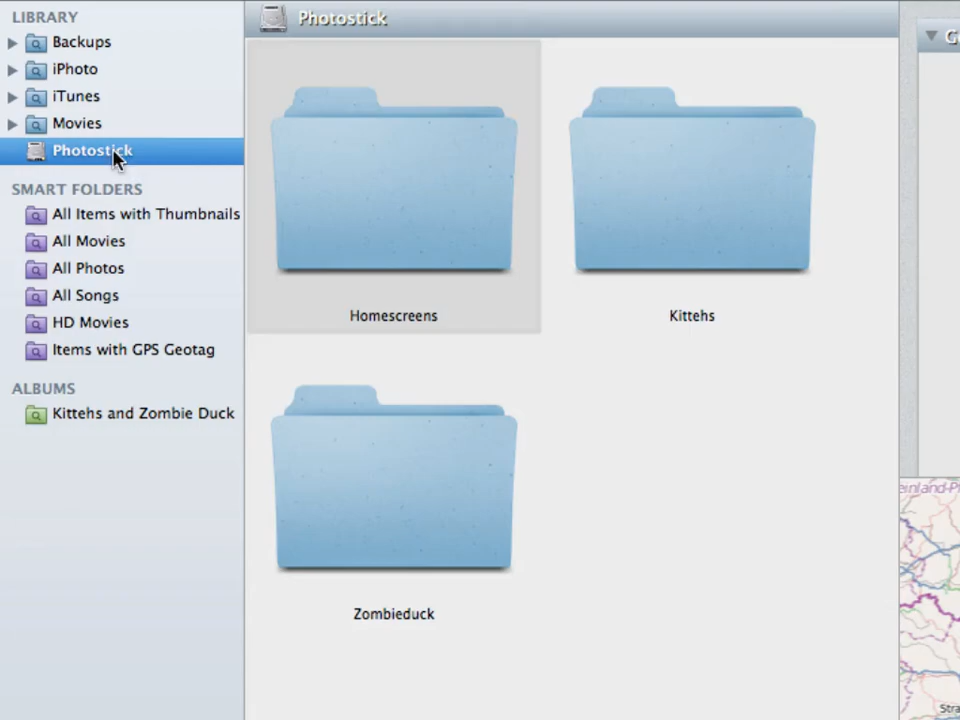 LIBRARY
Backups
iPhoto
iTunes
Movies
Photostick
SMART FOLDERS
All Items with Thumbnails
All Movies
All Photos
All Songs
HD Movies
Items with GPS Geotag
ALBUMS
Kittehs and Zombie Duck
Photostick
Homescreens
Kittehs
Zombieduck